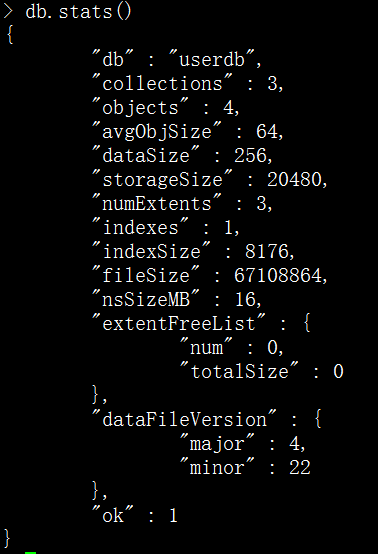 > db.stats()
{
        "db" : "userdb",
        "collections" : 3,
        "objects" : 4,
        "avgObjSize" : 64,
        "dataSize" : 256,
        "storageSize" : 20480,
        "numExtents" : 3,
        "indexes" : 1,
        "indexSize" : 8176,
        "fileSize" : 67108864,
        "nsSizeMB" : 16,
        "extentFreeList" : {
                "num" : 0,
                "totalSize" : 0
        },
        "dataFileVersion" : {
                "major" : 4,
                "minor" : 22
        },
        "ok" : 1
}